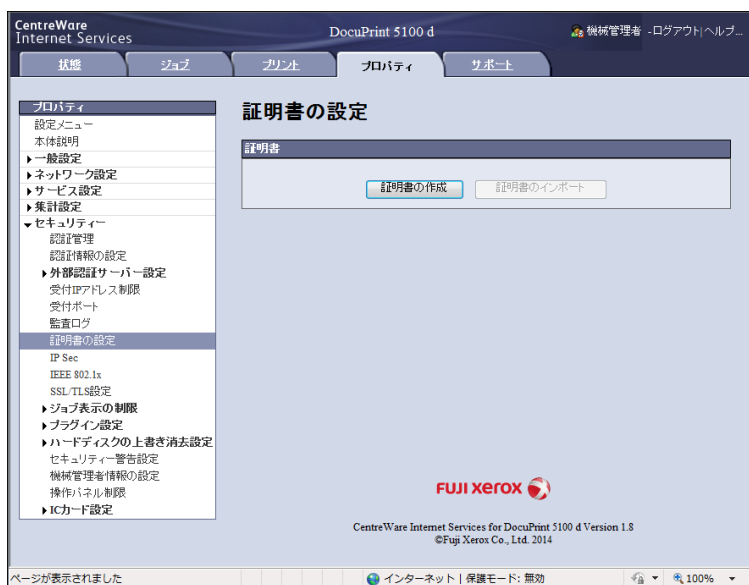 CentreWare
Internet Services
DocuPrint 5100 d
機械管理者 -ログアウト|ヘルプ...
状態
ジョブ
プリント
プロパティ
サポート
プロパティ
設定メニュー
本体説明
一般設定
ネットワーク設定
サービス設定
集計設定
セキュリティー
認証管理
認証情報の設定
外部認証サーバー設定
受付IPアドレス制限
受付ポート
監査ログ
証明書の設定
IP Sec
IEEE 802.1x
SSL/TLS設定
ジョブ表示の制限
プラグイン設定
ハードディスクの上書き消去設定
セキュリティー警告設定
機械管理者情報の設定
操作パネル制限
ICカード設定
証明書の設定
証明書
証明書の作成
証明書のインポート
FUJI xerox
CentreWare Internet Services for DocuPrint 5100 d Version 1.8
©Fuji Xerox Co., Ltd. 2014
ページが表示されました
インターネット | 保護モード: 無効
100%